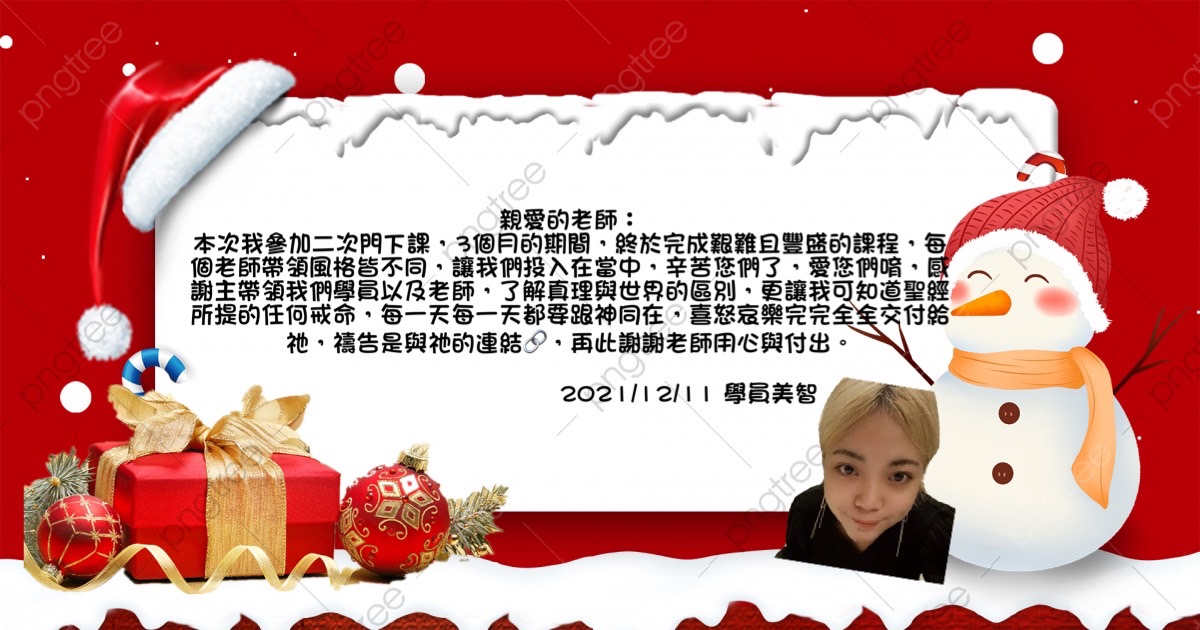 親愛的老師：
本次我參加二次門下課，3個月的期間，終於完成艱難且豐盛的課程，每
個老師帶領風格皆不同，讓我們投入在當中，辛苦您們了，愛您們唷，感
謝主帶領我們學員以及老師，了解真理與世界的區別，更讓我可知道聖經
所提的任何戒命，每一天每一天都要跟神同在，喜怒哀樂完完全全交付給
祂，禱告是與祂的連結🔗，再此謝謝老師用心與付出。
2021/12/11 學員美智
pngtree